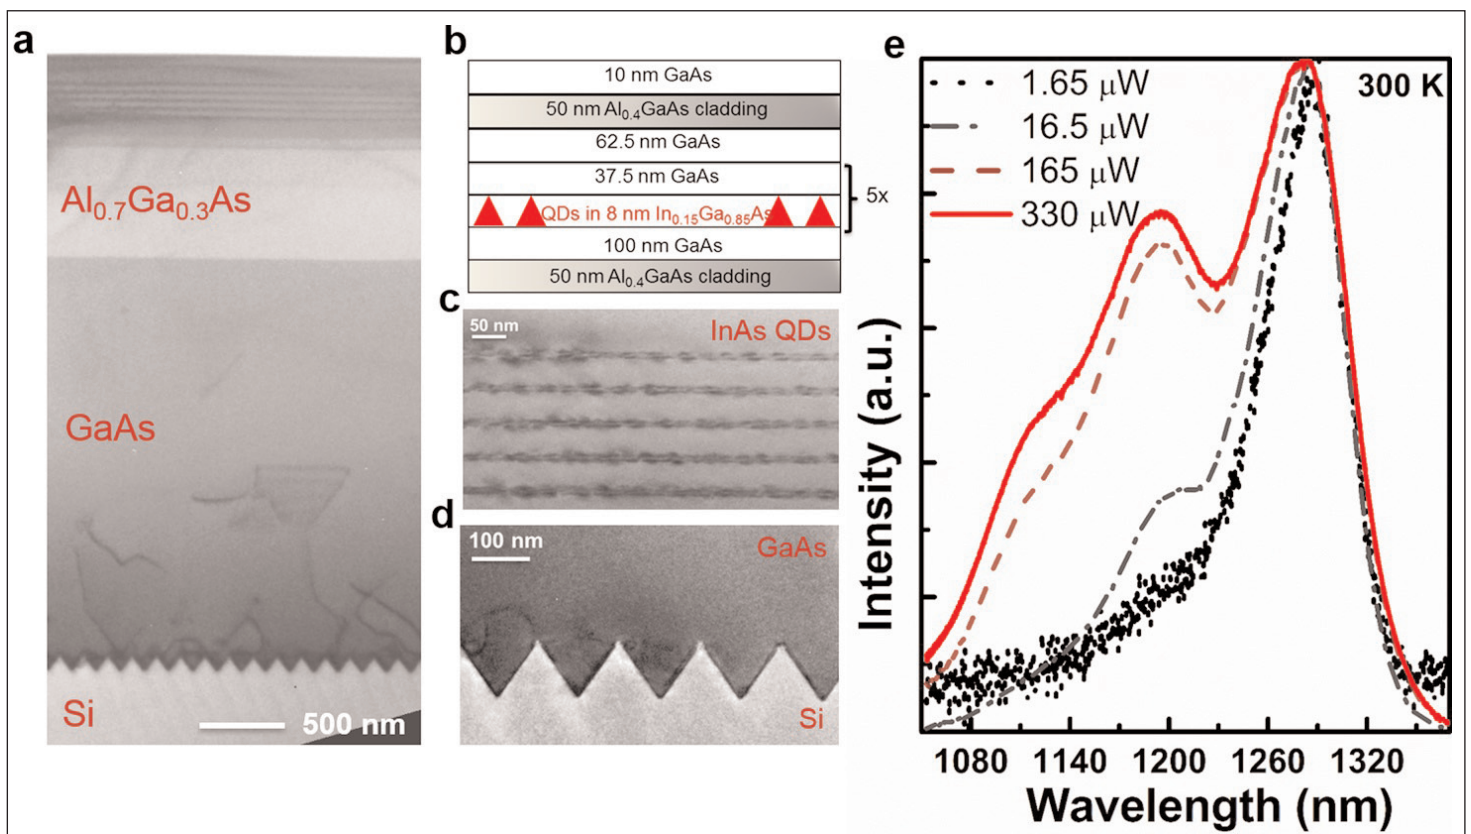 a
Al0.7Ga0.3As
GaAs
Si
500 nm
b
10 nm GaAs
50 nm Al0.4GaAs cladding
62.5 nm GaAs
37.5 nm GaAs
QDs in 8 nm In0.15Ga0.85As
5x
100 nm GaAs
50 nm Al0.4GaAs cladding
c
50 nm
InAs QDs
d
100 nm
GaAs
Si
e
1.65 μW
16.5 μW
165 μW
330 μW
300 K
Intensity (a.u.)
1080 1140 1200 1260 1320
Wavelength (nm)